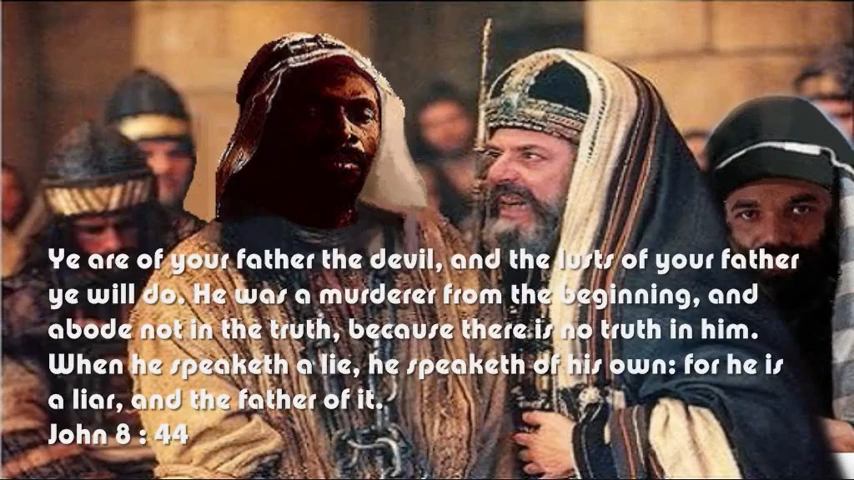 Ye are of your father the devil, and the lusts of your father
ye will do. He was a murderer from the beginning, and
abode not in the truth, because there is no truth in him.
When he speaketh a lie, he speaketh of his own: for he is
a liar, and the father of it.
John 8 : 44